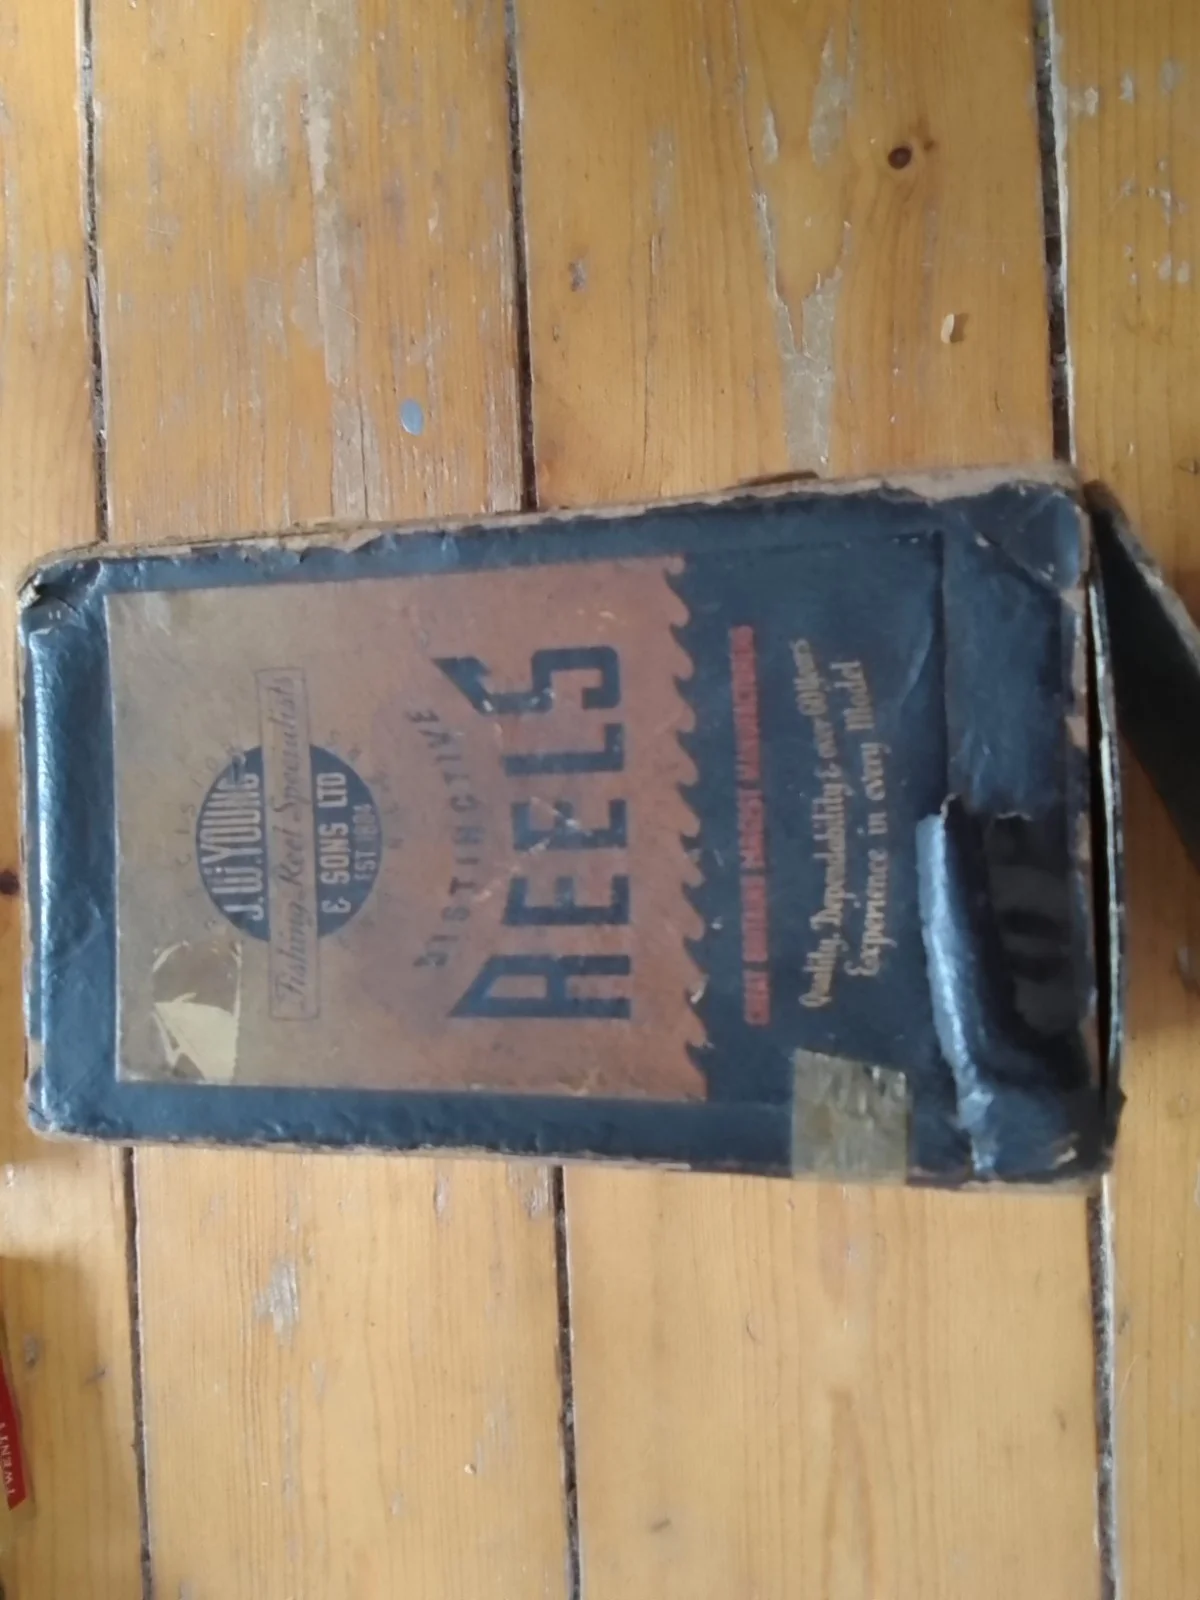 J.W. YOUNG
Fishing Reel Specialists
& SONS LTD
EST. 1884
DISTINCTIVE
REELS
GREAT BRITAINS LARGEST MANUFACTURERS
Quality, Dependability & over 60 Years
Experience in every Model